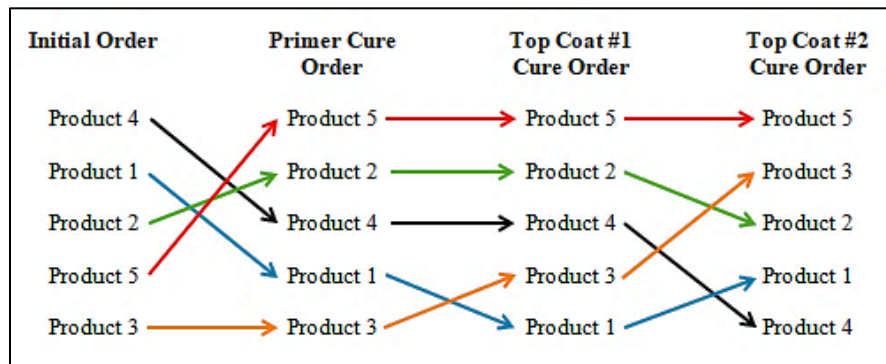 Initial Order
Primer Cure
Order
Top Coat #1
Cure Order
Top Coat #2
Cure Order
Product 4
Product 5
Product 5
Product 5
Product 1
Product 2
Product 2
Product 3
Product 2
Product 4
Product 4
Product 2
Product 5
Product 1
Product 3
Product 1
Product 3
Product 3
Product 1
Product 4